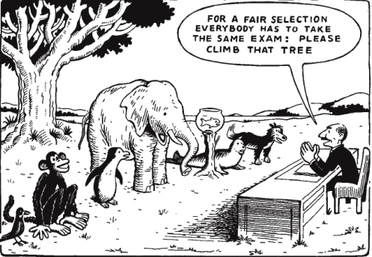 FOR A FAIR SELECTION
EVERYBODY HAS TO TAKE
THE SAME EXAM: PLEASE
CLIMB THAT TREE